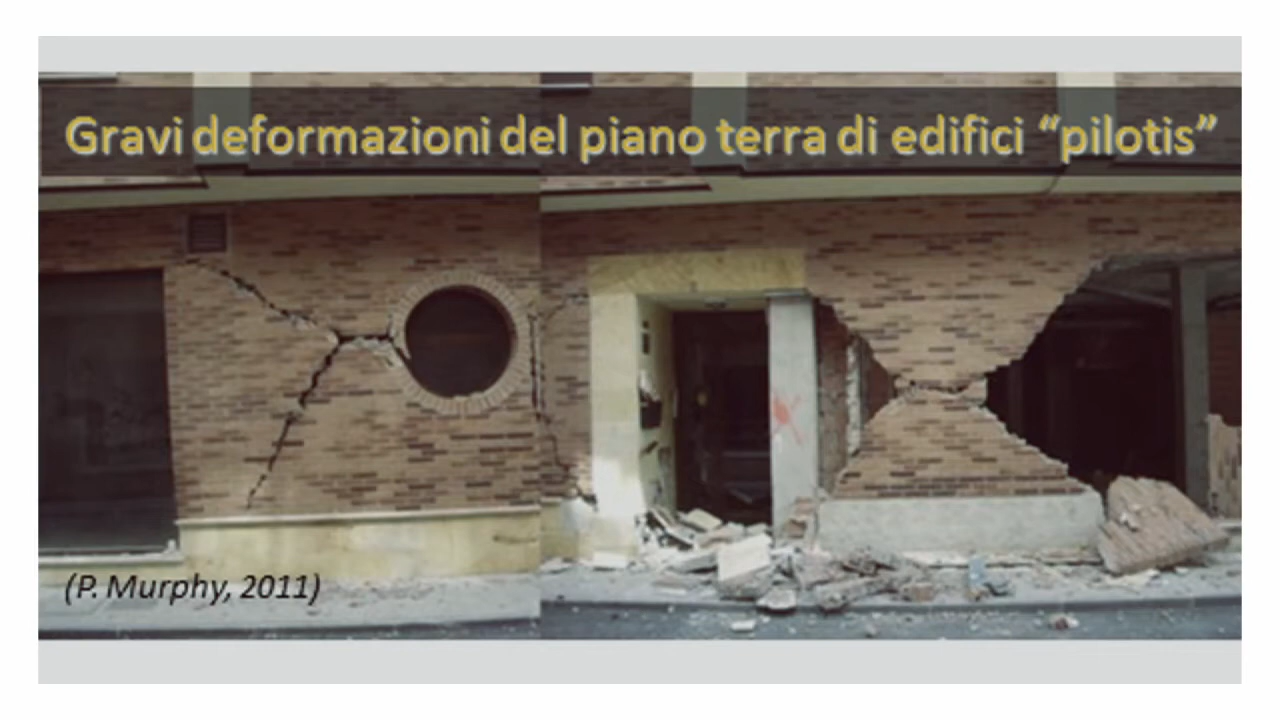 Gravi deformazioni del piano terra di edifici “pilotis”
(P. Murphy, 2011)